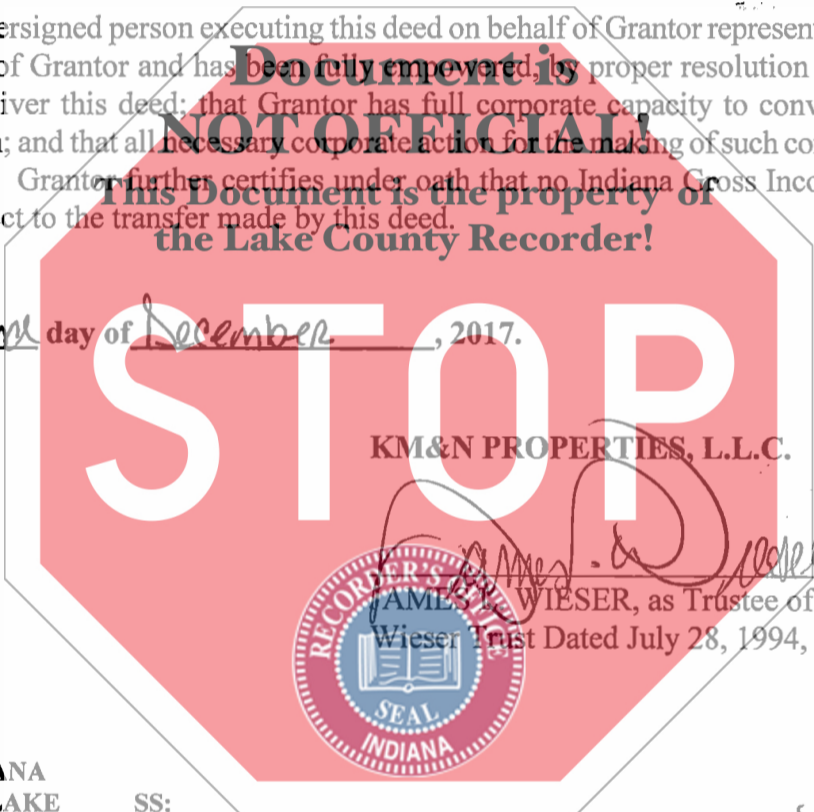 ersigned person executing this deed on behalf of Grantor represen
of Grantor and has been fully empowered, by proper resolution
Document is
iver this deed; that Grantor has full corporate capacity to conv
NOT OFFICIAL!
; and that all necessary corporate action for the making of such co
Grantor further certifies under oath that no Indiana Gross Inco
This Document is the property of
ct to the transfer made by this deed.
the Lake County Recorder!
day of December, 2017.
STOP
KM&N PROPERTIES, L.L.C.
JAMES L. WIESER, as Trustee of
Wieser Trust Dated July 28, 1994,
RECORDER'S OFFICE
SEAL
INDIANA
ANA
LAKE SS: